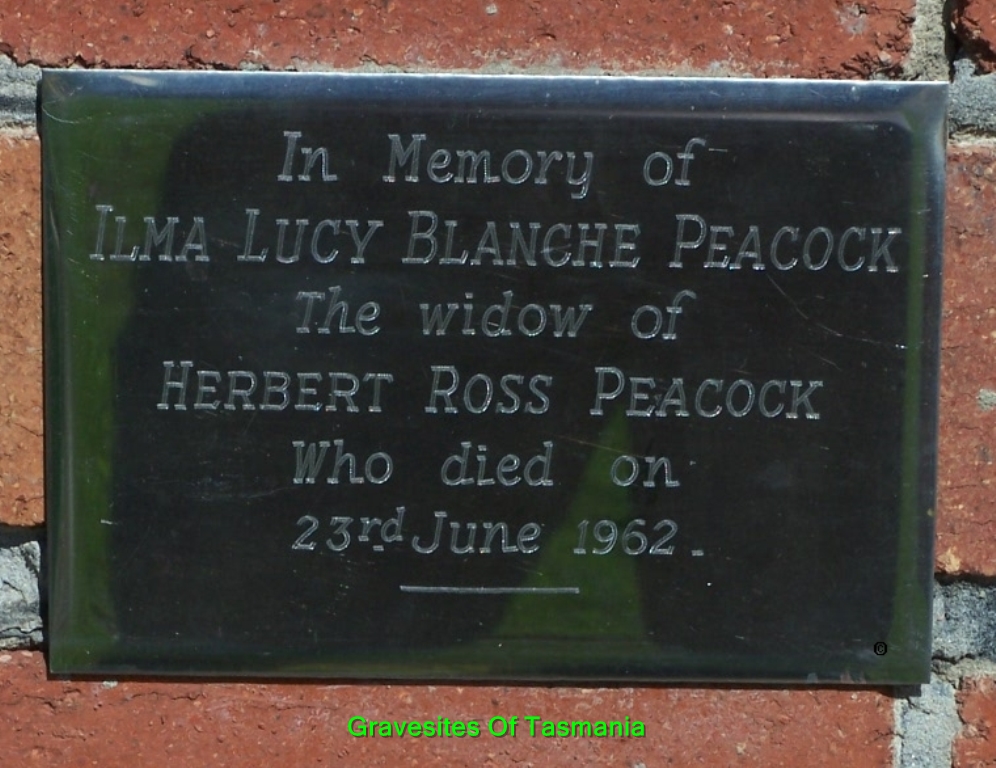 In Memory of
ILMA LUCY BLANCHE PEACOCK
The widow of
HERBERT ROSS PEACOCK
Who died on
23rd June 1962.
©
Gravesites Of Tasmania